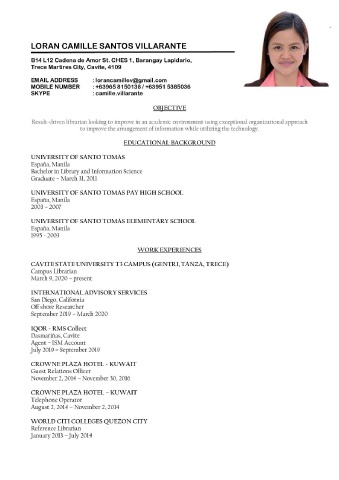 LORAN CAMILLE SANTOS VILLARANTE
B14 L12 Cadena de Amor St. CHES 1, Barangay Lapidario,
Trece Martires City, Cavite, 4109
EMAIL ADDRESS : lorancamillesv@gmail.com
MOBILE NUMBER : +63965 8150136 / +63951 5385036
SKYPE : camille.villarante
OBJECTIVE
Result-driven librarian looking to improve in an academic environment using exceptional organizational approach
to improve the arrangement of information while utilizing the technology.
EDUCATIONAL BACKGROUND
UNIVERSITY OF SANTO TOMAS
España, Manila
Bachelor in Library and Information Science
Graduate – March 31, 2011
UNIVERSITY OF SANTO TOMAS PAY HIGH SCHOOL
España, Manila
2003 – 2007
UNIVERSITY OF SANTO TOMAS ELEMENTARY SCHOOL
España, Manila
1995 - 2003
WORK EXPERIENCES
CAVITE STATE UNIVERSITY T3 CAMPUS (GENTRI, TANZA, TRECE)
Campus Librarian
March 9, 2020 – present
INTERNATIONAL ADVISORY SERVICES
San Diego, California
Offshore Researcher
September 2019 – March 2020
IQOR - RMS Collect
Dasmariñas, Cavite
Agent – ISM Account
July 2019 – September 2019
CROWNE PLAZA HOTEL - KUWAIT
Guest Relations Officer
November 2, 2014 – November 30, 2016
CROWNE PLAZA HOTEL – KUWAIT
Telephone Operator
August 2, 2014 – November 2, 2014
WORLD CITI COLLEGES QUEZON CITY
Reference Librarian
January 2013 – July 2014